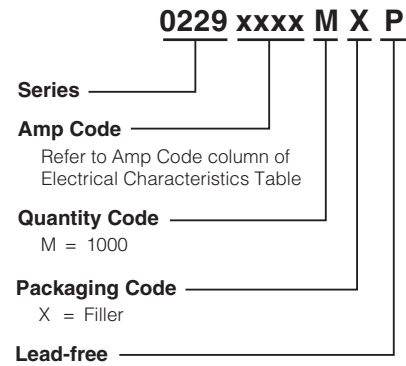 0229 xxxx M X P
Series
Amp Code
Refer to Amp Code column of
Electrical Characteristics Table
Quantity Code
M = 1000
Packaging Code
X = Filler
Lead-free